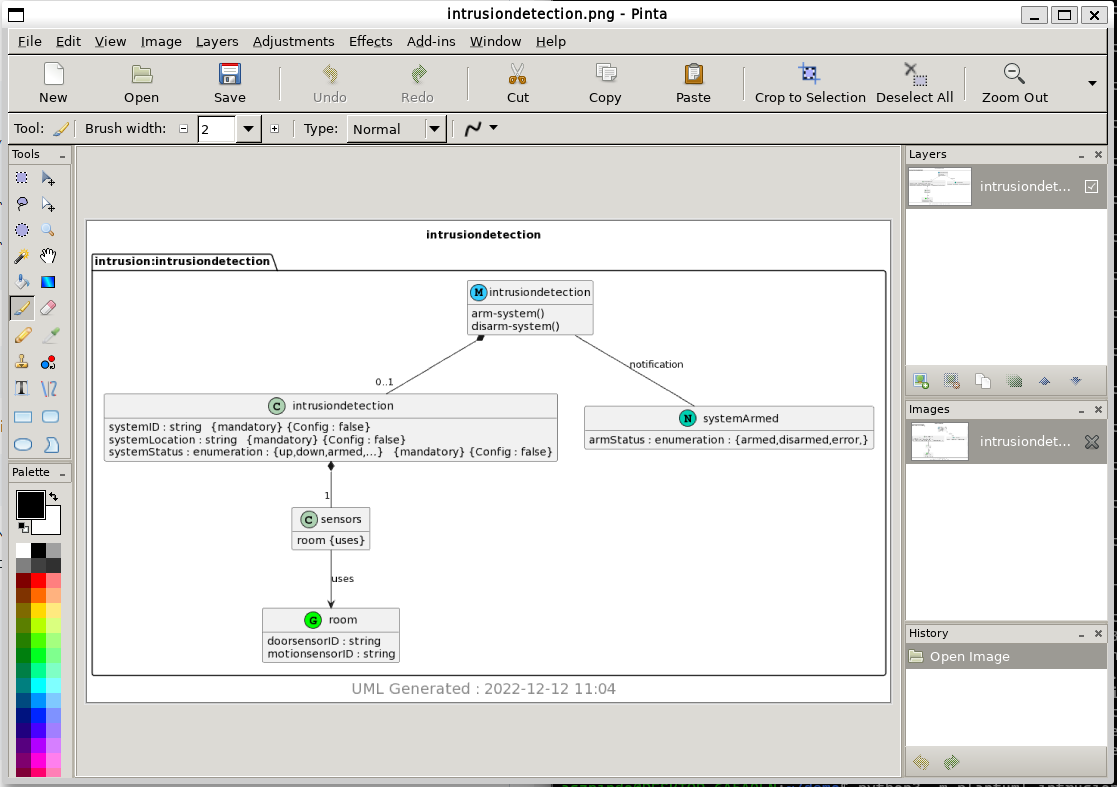 intrusiondetection.png - Pinta
File Edit View Image Layers Adjustments Effects Add-ins Window Help
New Open Save Undo Redo Cut Copy Paste Crop to Selection Deselect All Zoom Out
Tool: Brush width: 2 Type: Normal
Tools
Layers
intrusiondet...
intrusiondetection
intrusion:intrusiondetection
M intrusiondetection
arm-system()
disarm-system()
notification
0..1
C intrusiondetection
systemID : string {mandatory} {Config : false}
systemLocation : string {mandatory} {Config : false}
systemStatus : enumeration : {up,down,armed,...} {mandatory} {Config : false}
N systemArmed
armStatus : enumeration : {armed,disarmed,error,}
1
C sensors
room {uses}
uses
G room
doorsensorID : string
motionsensorID : string
UML Generated : 2022-12-12 11:04
Images
intrusiondet...
T
Palette
History
Open Image